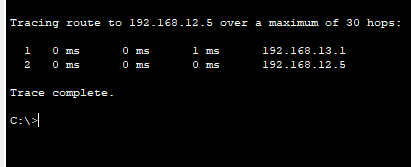 Tracing route to 192.168.12.5 over a maximum of 30 hops:
1 0 ms 0 ms 1 ms 192.168.13.1
2 0 ms 0 ms 0 ms 192.168.12.5
Trace complete.
C:\>